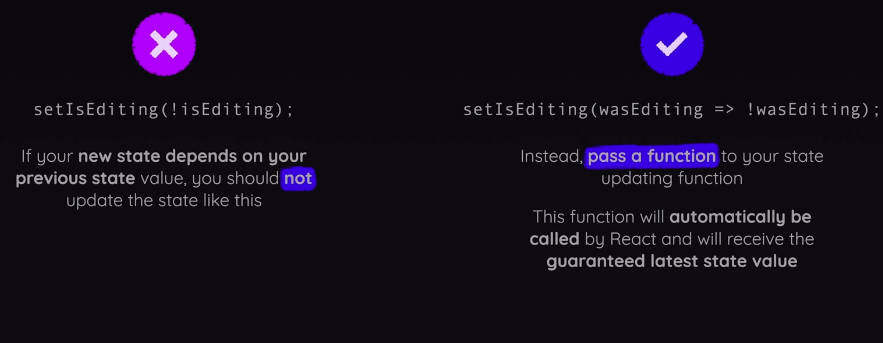 setIsEditing(!isEditing);
If your new state depends on your
previous state value, you should not
update the state like this
setIsEditing(wasEditing => !wasEditing);
Instead, pass a function to your state
updating function
This function will automatically be
called by React and will receive the
guaranteed latest state value